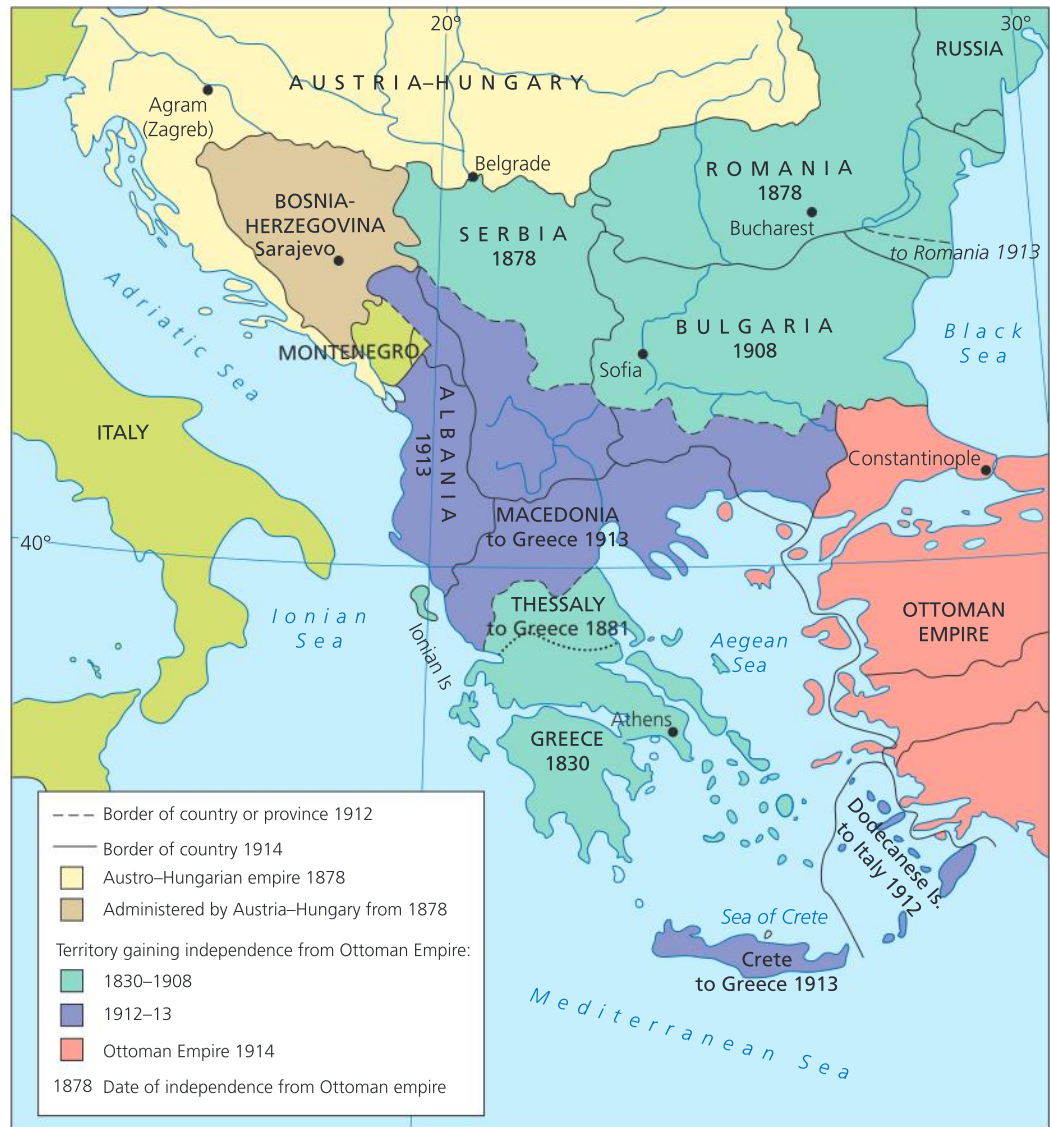 20°
30°
RUSSIA
AUSTRIA–HUNGARY
Agram
(Zagreb)
Belgrade
ROMANIA
1878
Bucharest
BOSNIA-
HERZEGOVINA
Sarajevo
SERBIA
1878
to Romania 1913
Adriatic Sea
BULGARIA
1908
Black
Sea
MONTENEGRO
Sofia
ALBANIA
1913
ITALY
Constantinople
MACEDONIA
to Greece 1913
40°
THESSALY
to Greece 1881
OTTOMAN
EMPIRE
Ionian
Sea
Ionian Is
Aegean
Sea
Athens
GREECE
1830
Dodecanese Is.
to Italy 1912
Sea of Crete
Crete
to Greece 1913
Mediterranean Sea
Border of country or province 1912
Border of country 1914
Austro–Hungarian empire 1878
Administered by Austria–Hungary from 1878
Territory gaining independence from Ottoman Empire:
1830–1908
1912–13
Ottoman Empire 1914
1878 Date of independence from Ottoman empire